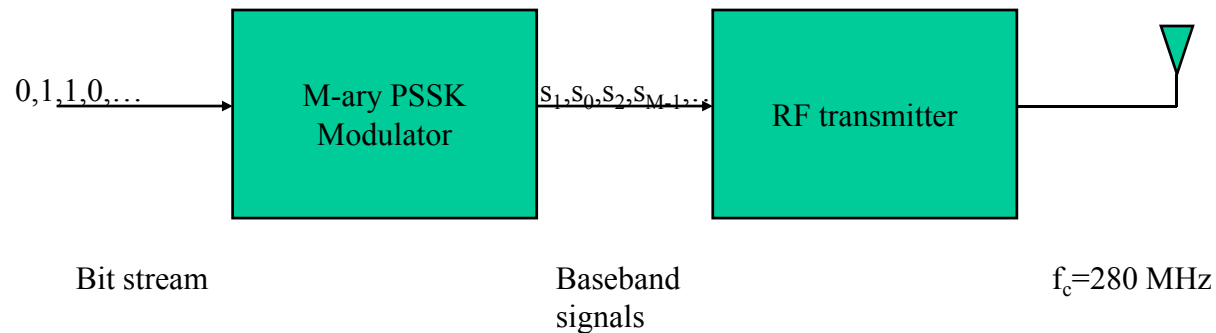 0,1,1,0,…
M-ary PSSK
Modulator
s₁,s₀,s₂,sM-1,..
RF transmitter
Bit stream
Baseband
signals
fc=280 MHz